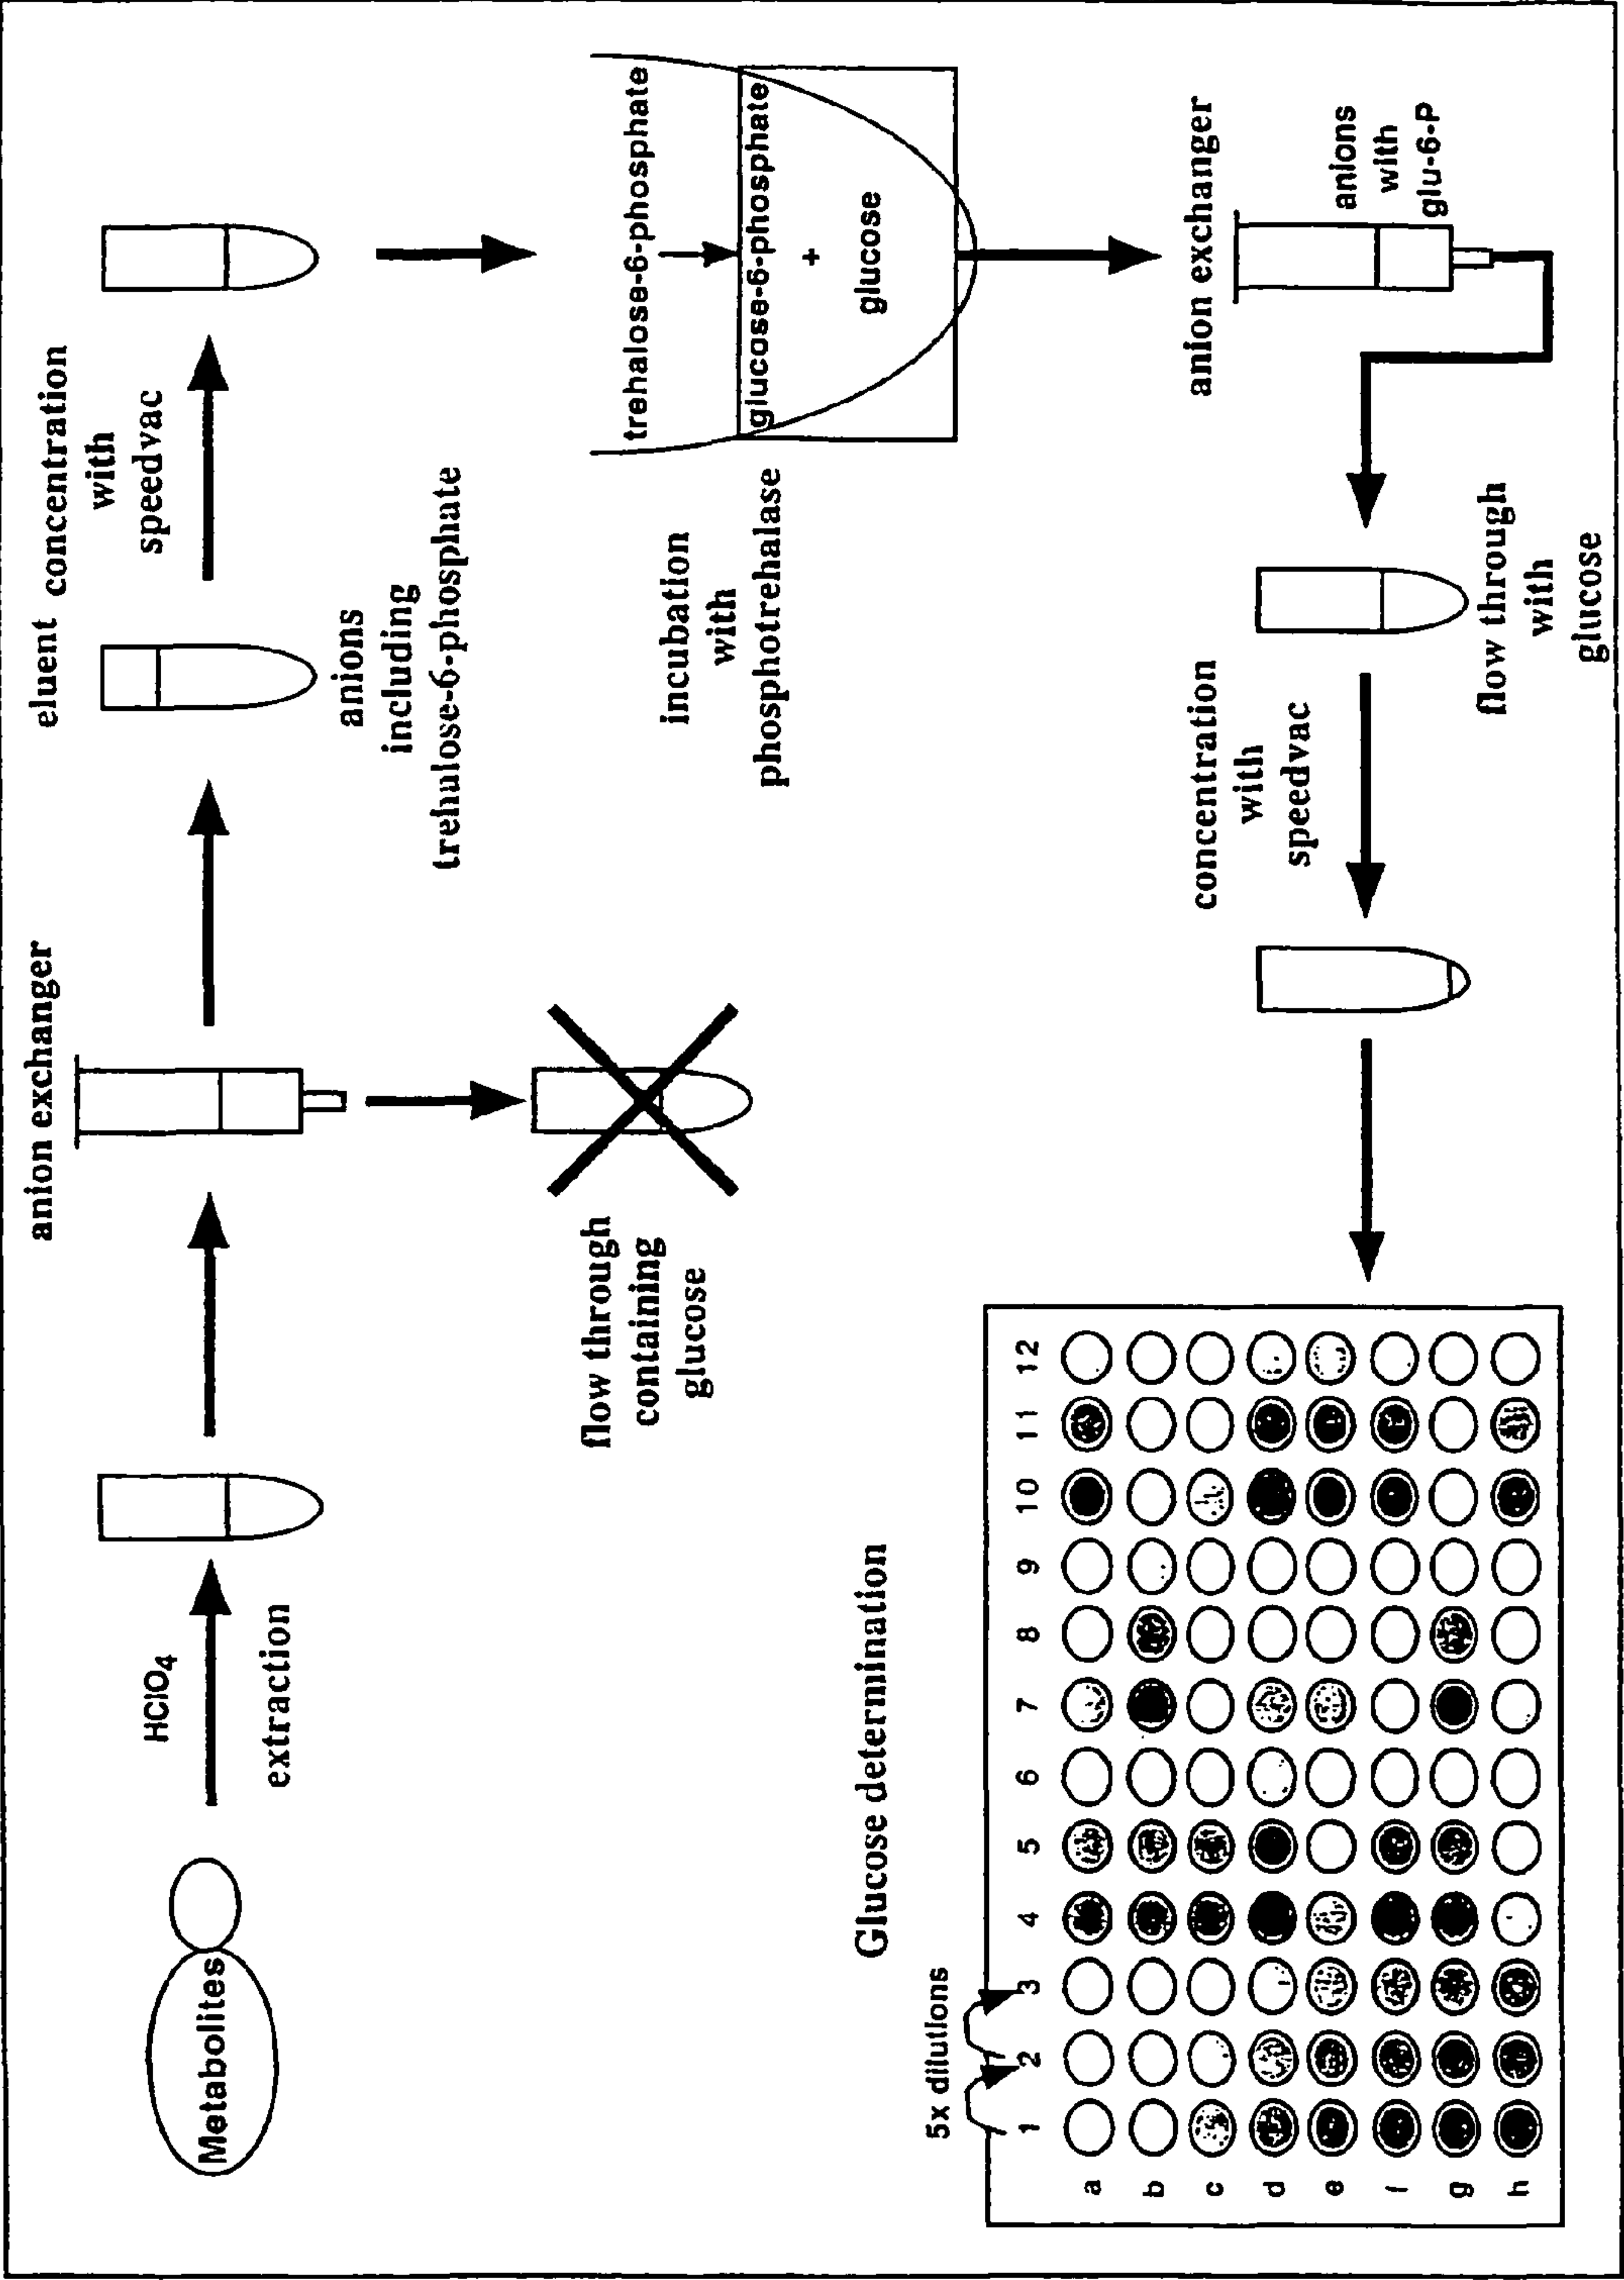 Metabolites
HClO4
extraction
anion exchanger
flow through
containing
glucose
eluent
anions
including
trehulose-6-phosphate
concentration
with
speedvac
incubation
with
phosphotrehalase
trehalose-6-phosphate
glucose-6-phosphate
+
glucose
anion exchanger
anions
with
glu-6-P
flow through
with
glucose
concentration
with
speedvac
Glucose determination
5x dilutions
1 2 3 4 5 6 7 8 9 10 11 12
a
b
c
d
e
f
g
h